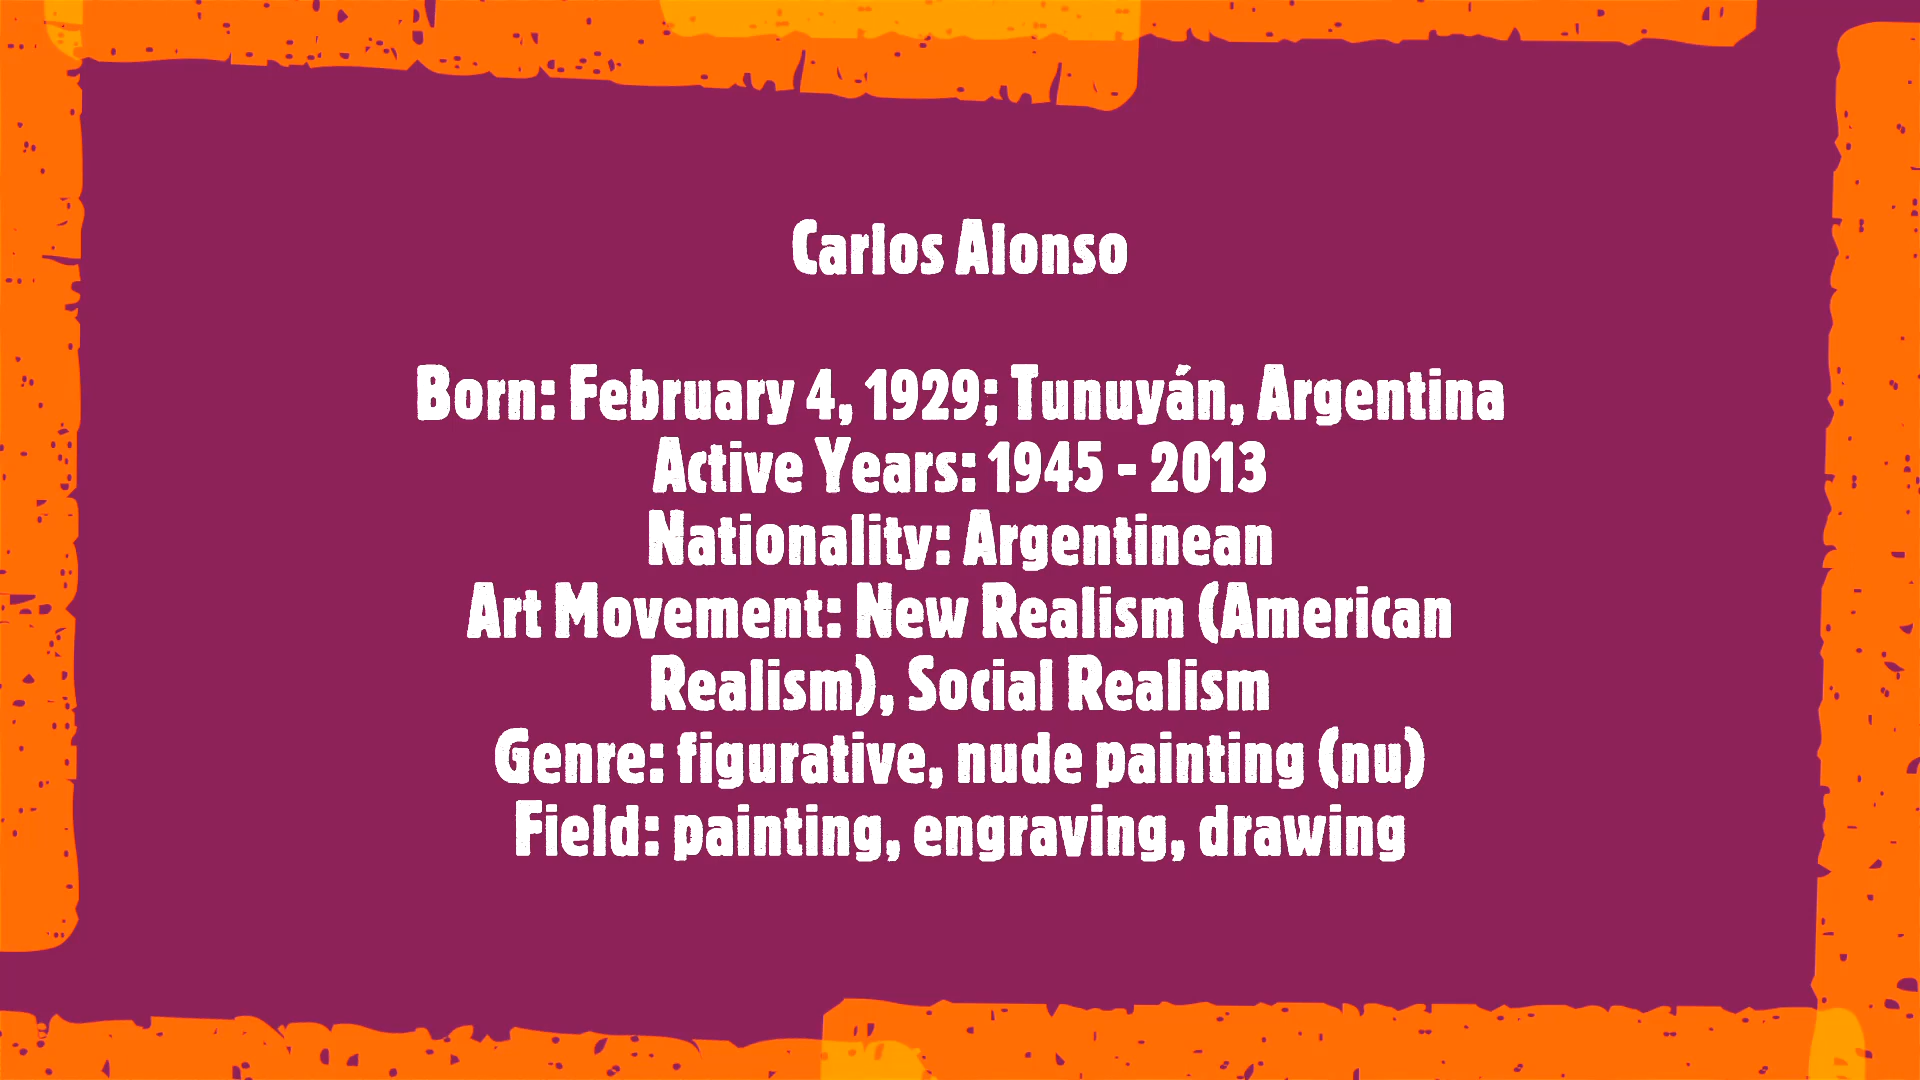 Carlos Alonso
Born: February 4, 1929; Tunuyán, Argentina
Active Years: 1945 - 2013
Nationality: Argentinean
Art Movement: New Realism (American
Realism), Social Realism
Genre: figurative, nude painting (nu)
Field: painting, engraving, drawing